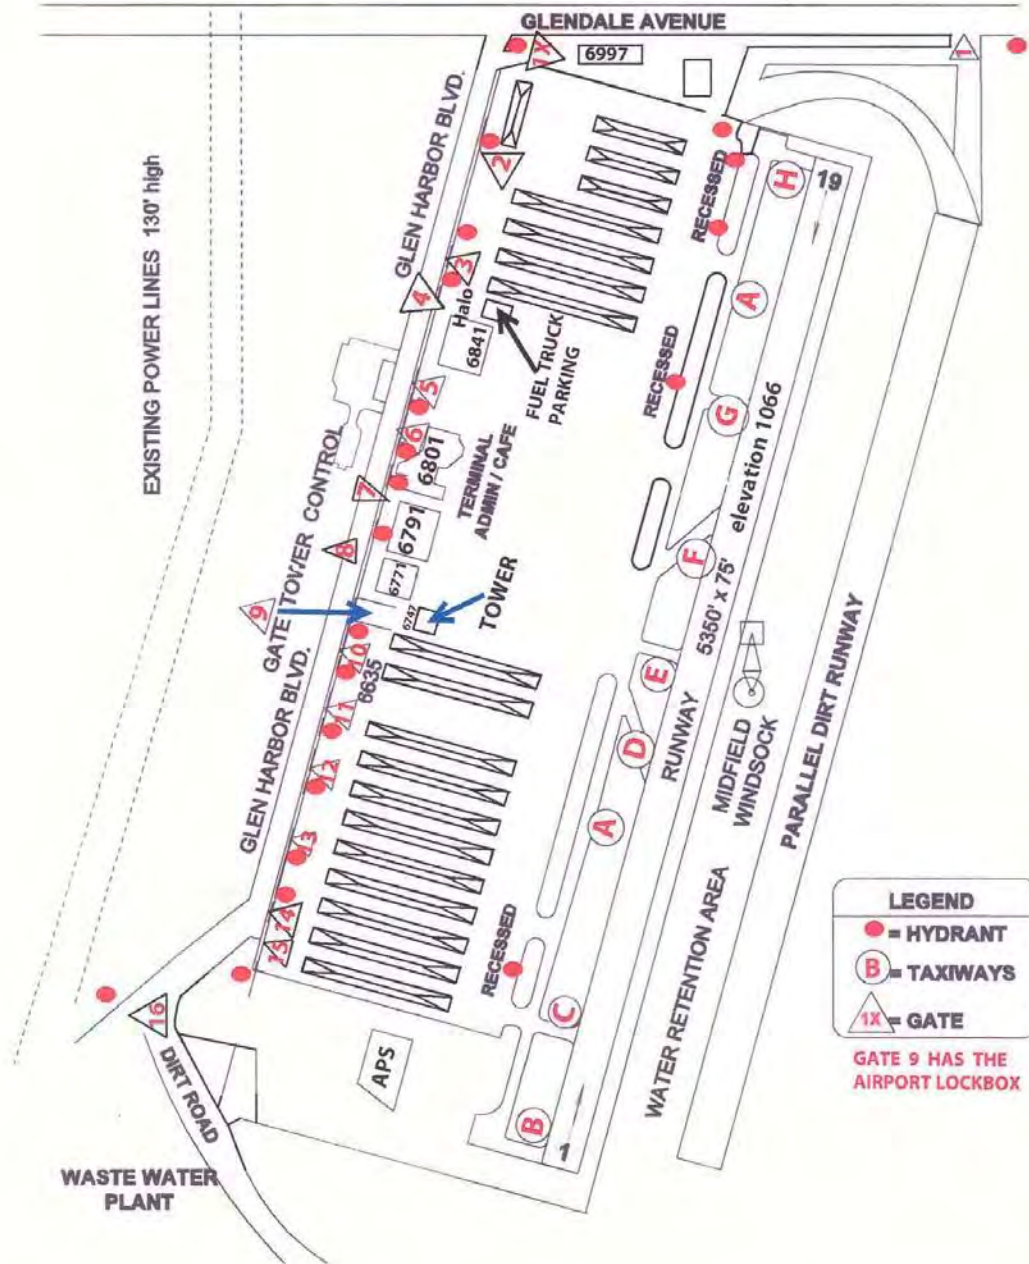 GLENDALE AVENUE
1X
6997
1
GLEN HARBOR BLVD.
2
EXISTING POWER LINES 130' high
RECESSED
H
19
RECESSED
3
4
Halo
6841
A
FUEL TRUCK
PARKING
RECESSED
5
G
6
6801
TERMINAL
ADMIN / CAFE
7
6791
elevation 1066
8
F
6771
GATE TOWER CONTROL
9
6747
TOWER
5350' x 75'
10
6635
E
GLEN HARBOR BLVD.
11
D
RUNWAY
MIDFIELD
WINDSOCK
PARALLEL DIRT RUNWAY
12
A
13
WATER RETENTION AREA
14
15
RECESSED
16
C
DIRT ROAD
APS
B
1
WASTE WATER
PLANT
LEGEND
= HYDRANT
B = TAXIWAYS
1X = GATE
GATE 9 HAS THE
AIRPORT LOCKBOX